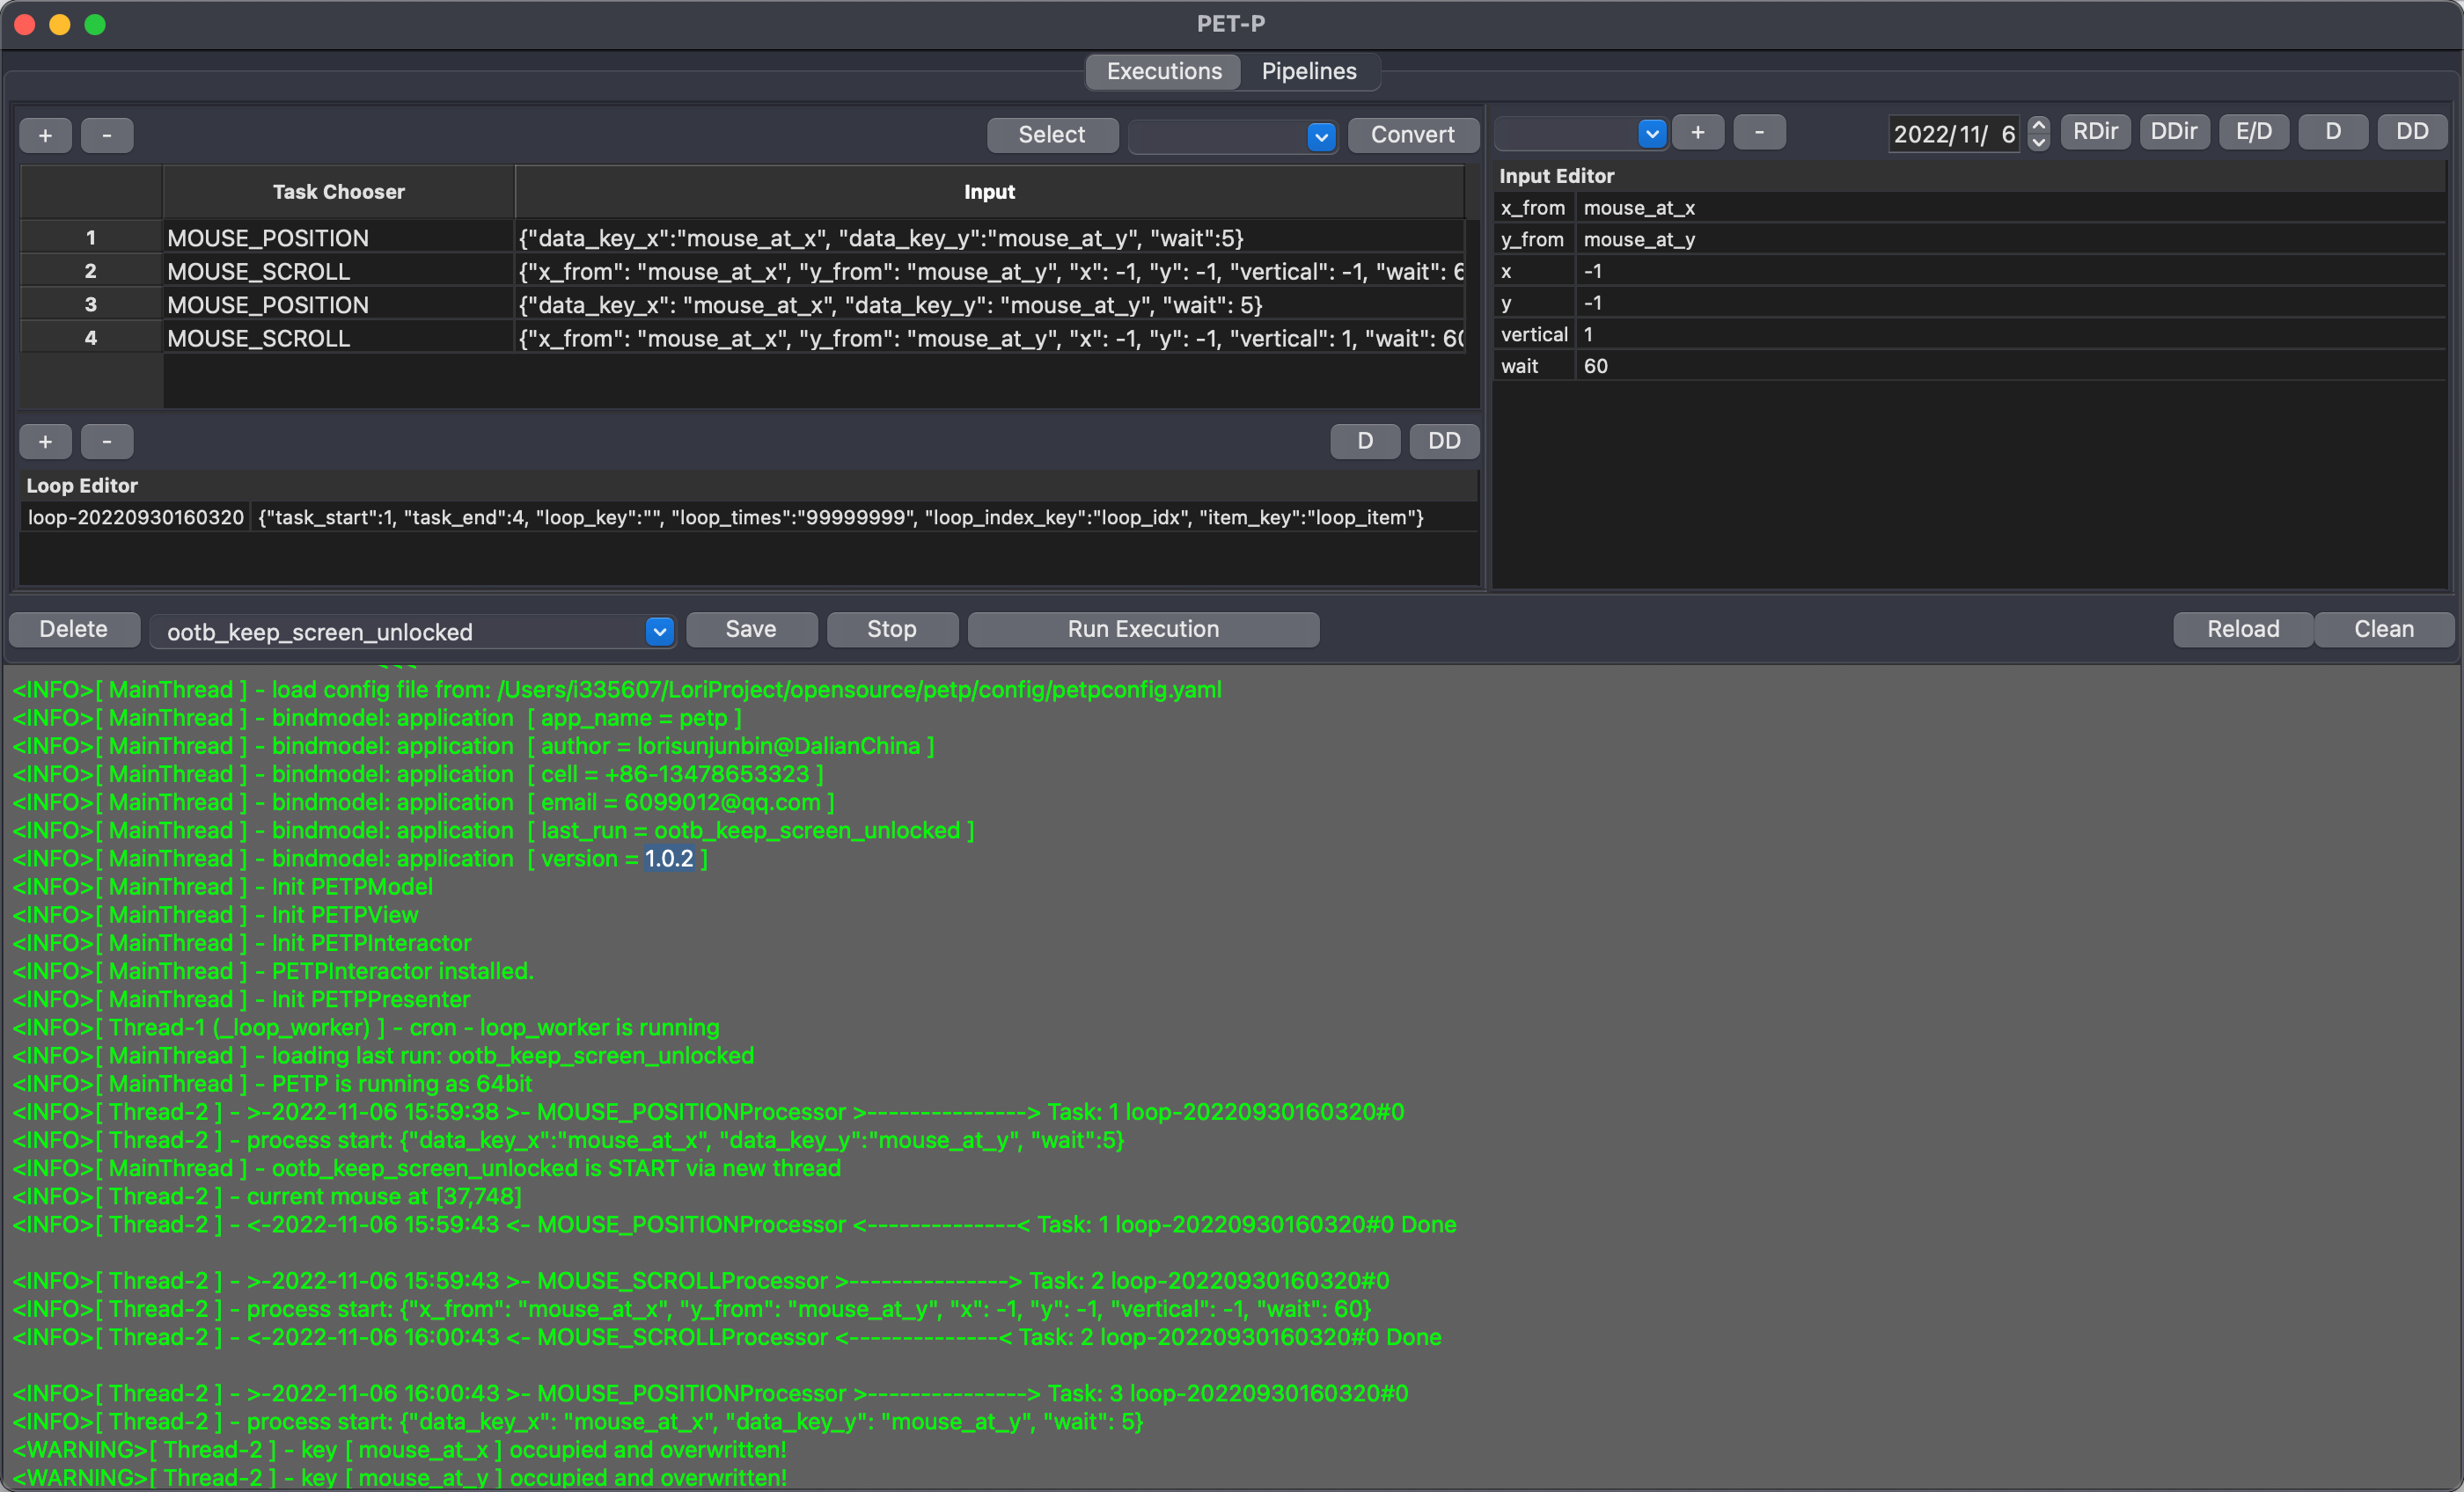 PET-P
Executions Pipelines
+ - Select Convert
Task Chooser Input
1 MOUSE_POSITION {"data_key_x":"mouse_at_x", "data_key_y":"mouse_at_y", "wait":5}
2 MOUSE_SCROLL {"x_from": "mouse_at_x", "y_from": "mouse_at_y", "x": -1, "y": -1, "vertical": -1, "wait": 6
3 MOUSE_POSITION {"data_key_x": "mouse_at_x", "data_key_y": "mouse_at_y", "wait": 5}
4 MOUSE_SCROLL {"x_from": "mouse_at_x", "y_from": "mouse_at_y", "x": -1, "y": -1, "vertical": 1, "wait": 60
+ - D DD
Loop Editor
loop-20220930160320 {"task_start":1, "task_end":4, "loop_key":"", "loop_times":"99999999", "loop_index_key":"loop_idx", "item_key":"loop_item"}
+ - 2022/11/ 6 RDir DDir E/D D DD
Input Editor
x_from mouse_at_x
y_from mouse_at_y
x -1
y -1
vertical 1
wait 60
Delete ootb_keep_screen_unlocked Save Stop Run Execution Reload Clean
<INFO>[ MainThread ] - load config file from: /Users/i335607/LoriProject/opensource/petp/config/petpconfig.yaml
<INFO>[ MainThread ] - bindmodel: application [ app_name = petp ]
<INFO>[ MainThread ] - bindmodel: application [ author = lorisunjunbin@DalianChina ]
<INFO>[ MainThread ] - bindmodel: application [ cell = +86-13478653323 ]
<INFO>[ MainThread ] - bindmodel: application [ email = 6099012@qq.com ]
<INFO>[ MainThread ] - bindmodel: application [ last_run = ootb_keep_screen_unlocked ]
<INFO>[ MainThread ] - bindmodel: application [ version = 1.0.2 ]
<INFO>[ MainThread ] - Init PETPModel
<INFO>[ MainThread ] - Init PETPView
<INFO>[ MainThread ] - Init PETPInteractor
<INFO>[ MainThread ] - PETPInteractor installed.
<INFO>[ MainThread ] - Init PETPPresenter
<INFO>[ Thread-1 (_loop_worker) ] - cron - loop_worker is running
<INFO>[ MainThread ] - loading last run: ootb_keep_screen_unlocked
<INFO>[ MainThread ] - PETP is running as 64bit
<INFO>[ Thread-2 ] - >-2022-11-06 15:59:38 >- MOUSE_POSITIONProcessor >---------------> Task: 1 loop-20220930160320#0
<INFO>[ Thread-2 ] - process start: {"data_key_x":"mouse_at_x", "data_key_y":"mouse_at_y", "wait":5}
<INFO>[ MainThread ] - ootb_keep_screen_unlocked is START via new thread
<INFO>[ Thread-2 ] - current mouse at [37,748]
<INFO>[ Thread-2 ] - <-2022-11-06 15:59:43 <- MOUSE_POSITIONProcessor <--------------< Task: 1 loop-20220930160320#0 Done
<INFO>[ Thread-2 ] - >-2022-11-06 15:59:43 >- MOUSE_SCROLLProcessor >---------------> Task: 2 loop-20220930160320#0
<INFO>[ Thread-2 ] - process start: {"x_from": "mouse_at_x", "y_from": "mouse_at_y", "x": -1, "y": -1, "vertical": -1, "wait": 60}
<INFO>[ Thread-2 ] - <-2022-11-06 16:00:43 <- MOUSE_SCROLLProcessor <--------------< Task: 2 loop-20220930160320#0 Done
<INFO>[ Thread-2 ] - >-2022-11-06 16:00:43 >- MOUSE_POSITIONProcessor >---------------> Task: 3 loop-20220930160320#0
<INFO>[ Thread-2 ] - process start: {"data_key_x": "mouse_at_x", "data_key_y": "mouse_at_y", "wait": 5}
<WARNING>[ Thread-2 ] - key [ mouse_at_x ] occupied and overwritten!
<WARNING>[ Thread-2 ] - key [ mouse_at_y ] occupied and overwritten!